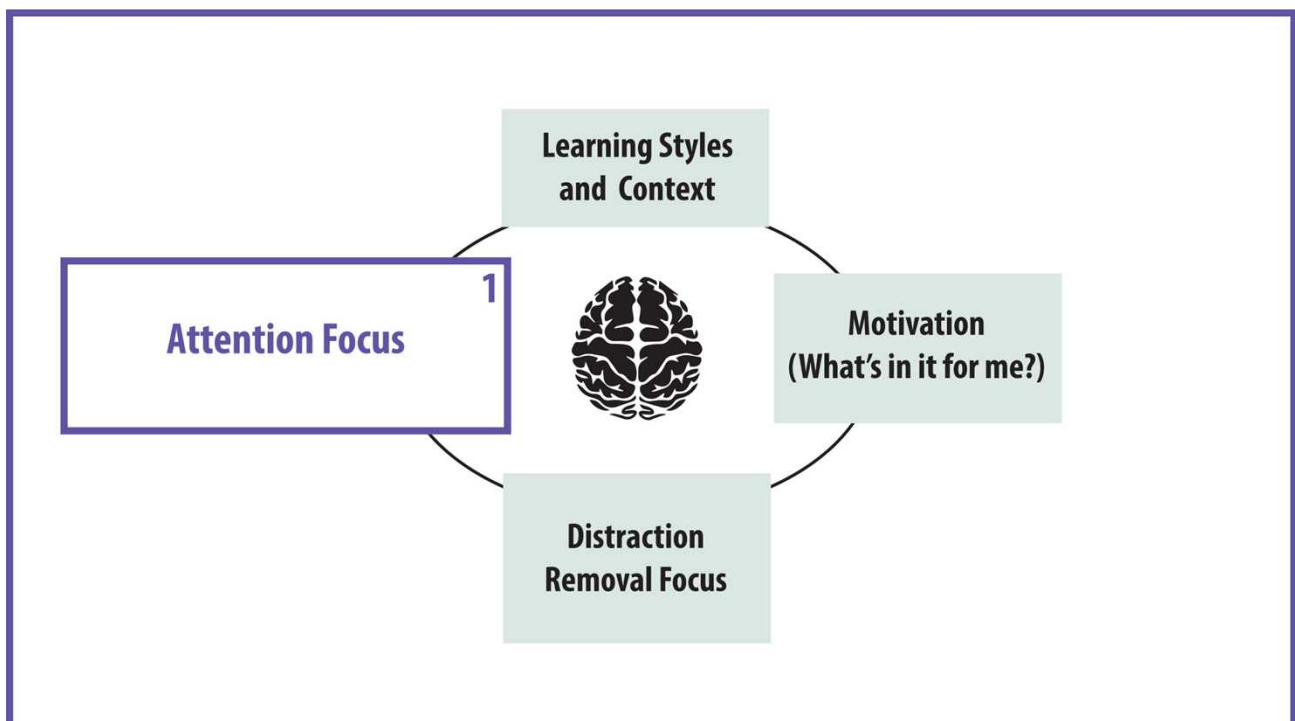 Learning Styles
and Context
1
Attention Focus
Motivation
(What's in it for me?)
Distraction
Removal Focus